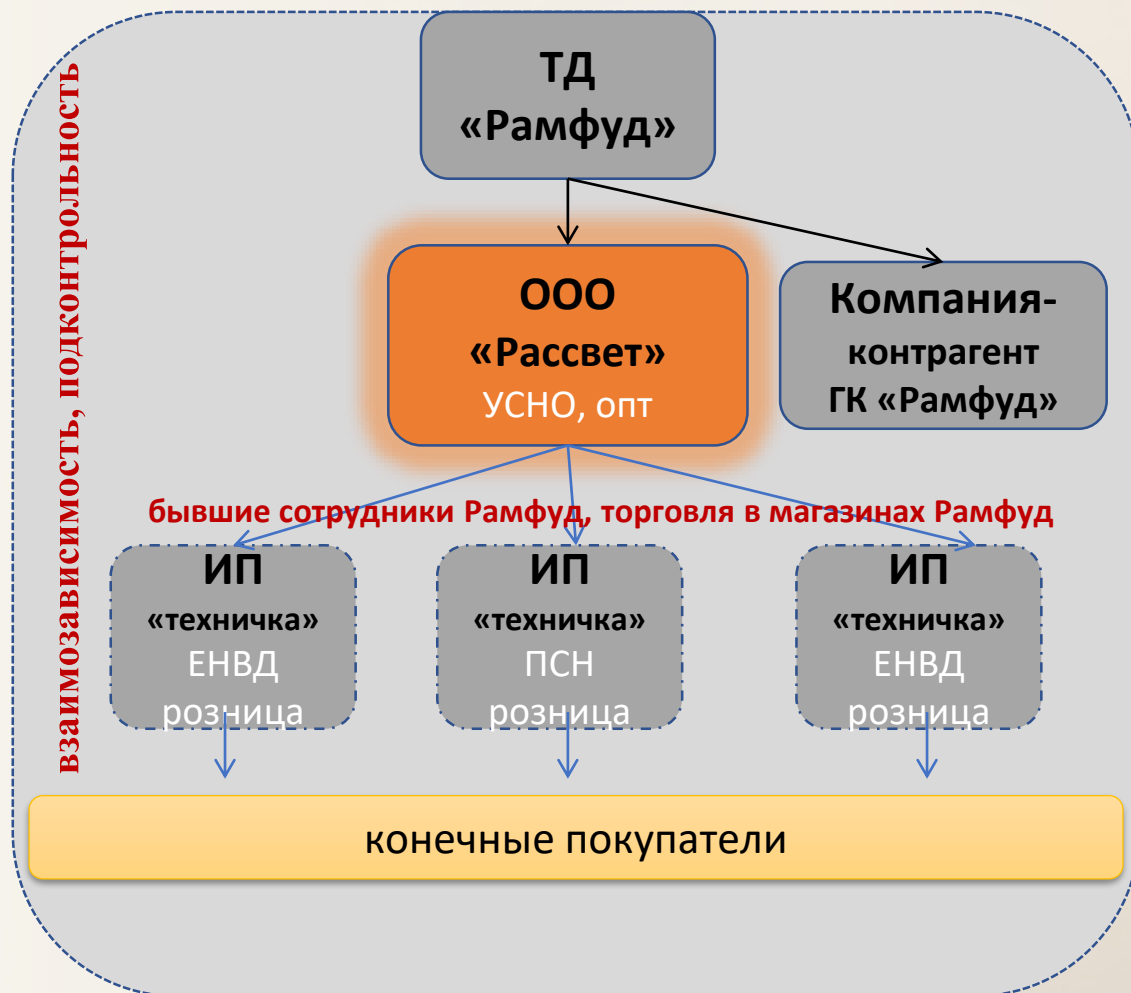 взаимозависимость, подконтрольность
ТД
«Рамфуд»
ООО
«Рассвет»
УСНО, опт
Компания-
контрагент
ГК «Рамфуд»
бывшие сотрудники Рамфуд, торговля в магазинах Рамфуд
ИП
«техничка»
ЕНВД
розница
ИП
«техничка»
ПСН
розница
ИП
«техничка»
ЕНВД
розница
конечные покупатели